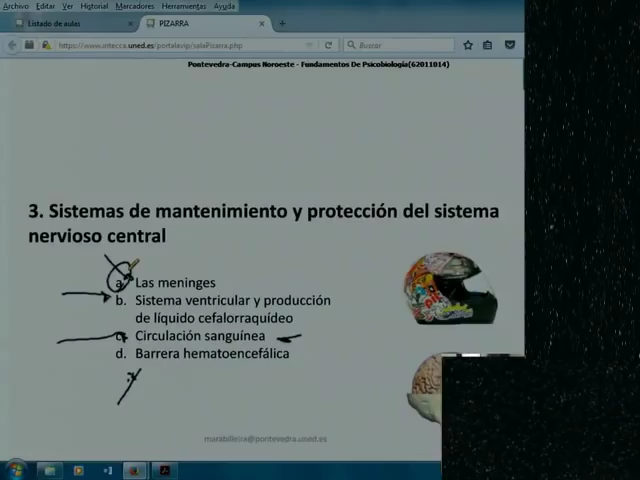 Archivo Editar Ver Historial Marcadores Herramientas Ayuda
Listado de aulas
PIZARRA
https://www.intecca.uned.es/portalavip/salaPizarra.php
Buscar
Pontevedra-Campus Noroeste - Fundamentos De Psicobiología(62011014)
3. Sistemas de mantenimiento y protección del sistema
nervioso central
a. Las meninges
b. Sistema ventricular y producción
de líquido cefalorraquídeo
c. Circulación sanguínea
d. Barrera hematoencefálica
marabilleira@pontevedra.uned.es